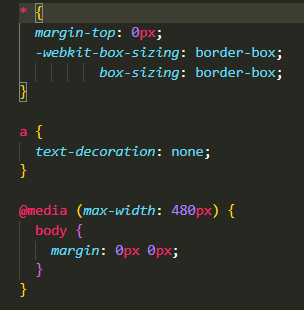 * {
  margin-top: 0px;
  -webkit-box-sizing: border-box;
          box-sizing: border-box;
}

a {
  text-decoration: none;
}

@media (max-width: 480px) {
  body {
    margin: 0px 0px;
  }
}